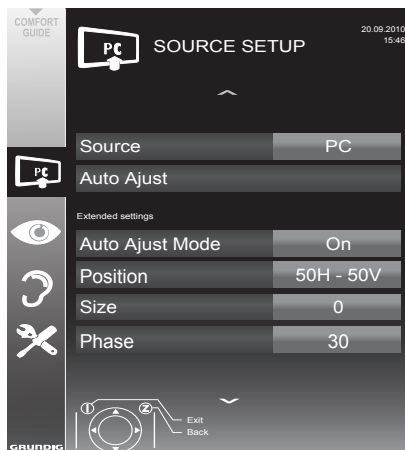 COMFORT
GUIDE
PC SOURCE SETUP
20.09.2010
15:46
Source PC
PC
Auto Ajust
Extended settings
Auto Ajust Mode On
Position 50H - 50V
Size 0
Phase 30
Z
Exit
Back
GRUNDIG